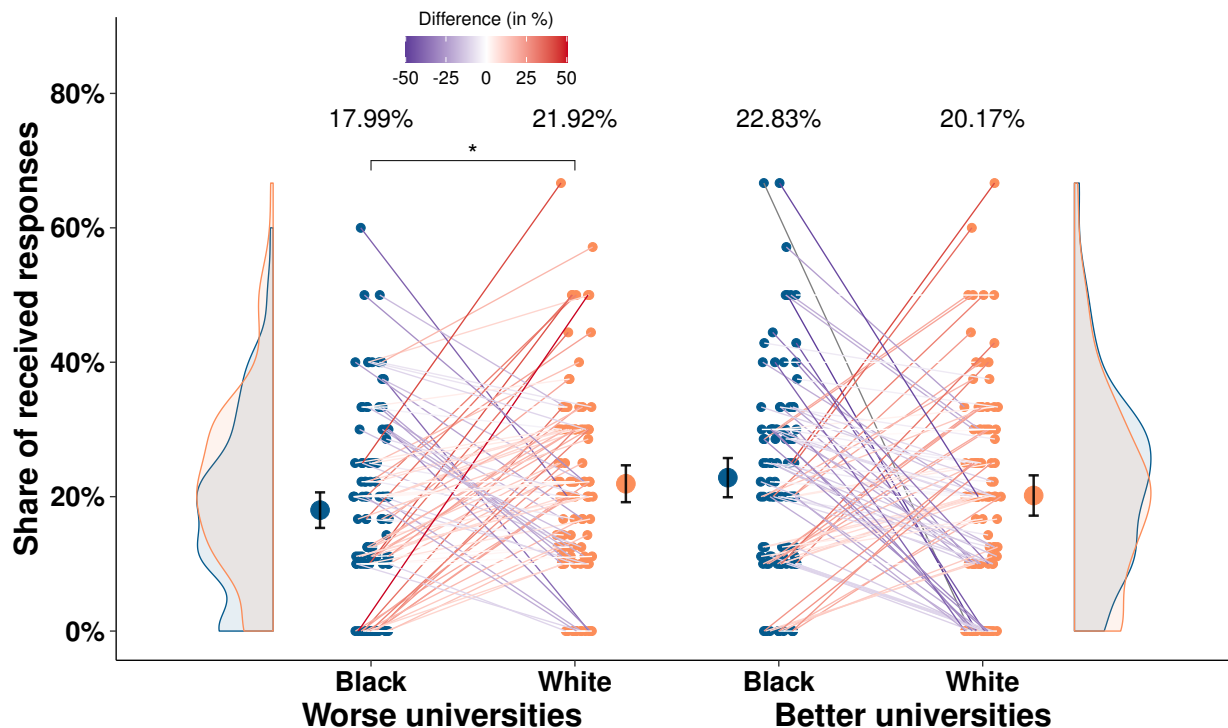 Difference (in %)
-50 -25 0 25 50
80%
60%
40%
20%
0%
Share of received responses
17.99% 21.92% 22.83% 20.17%
*
Black White Black White
Worse universities Better universities